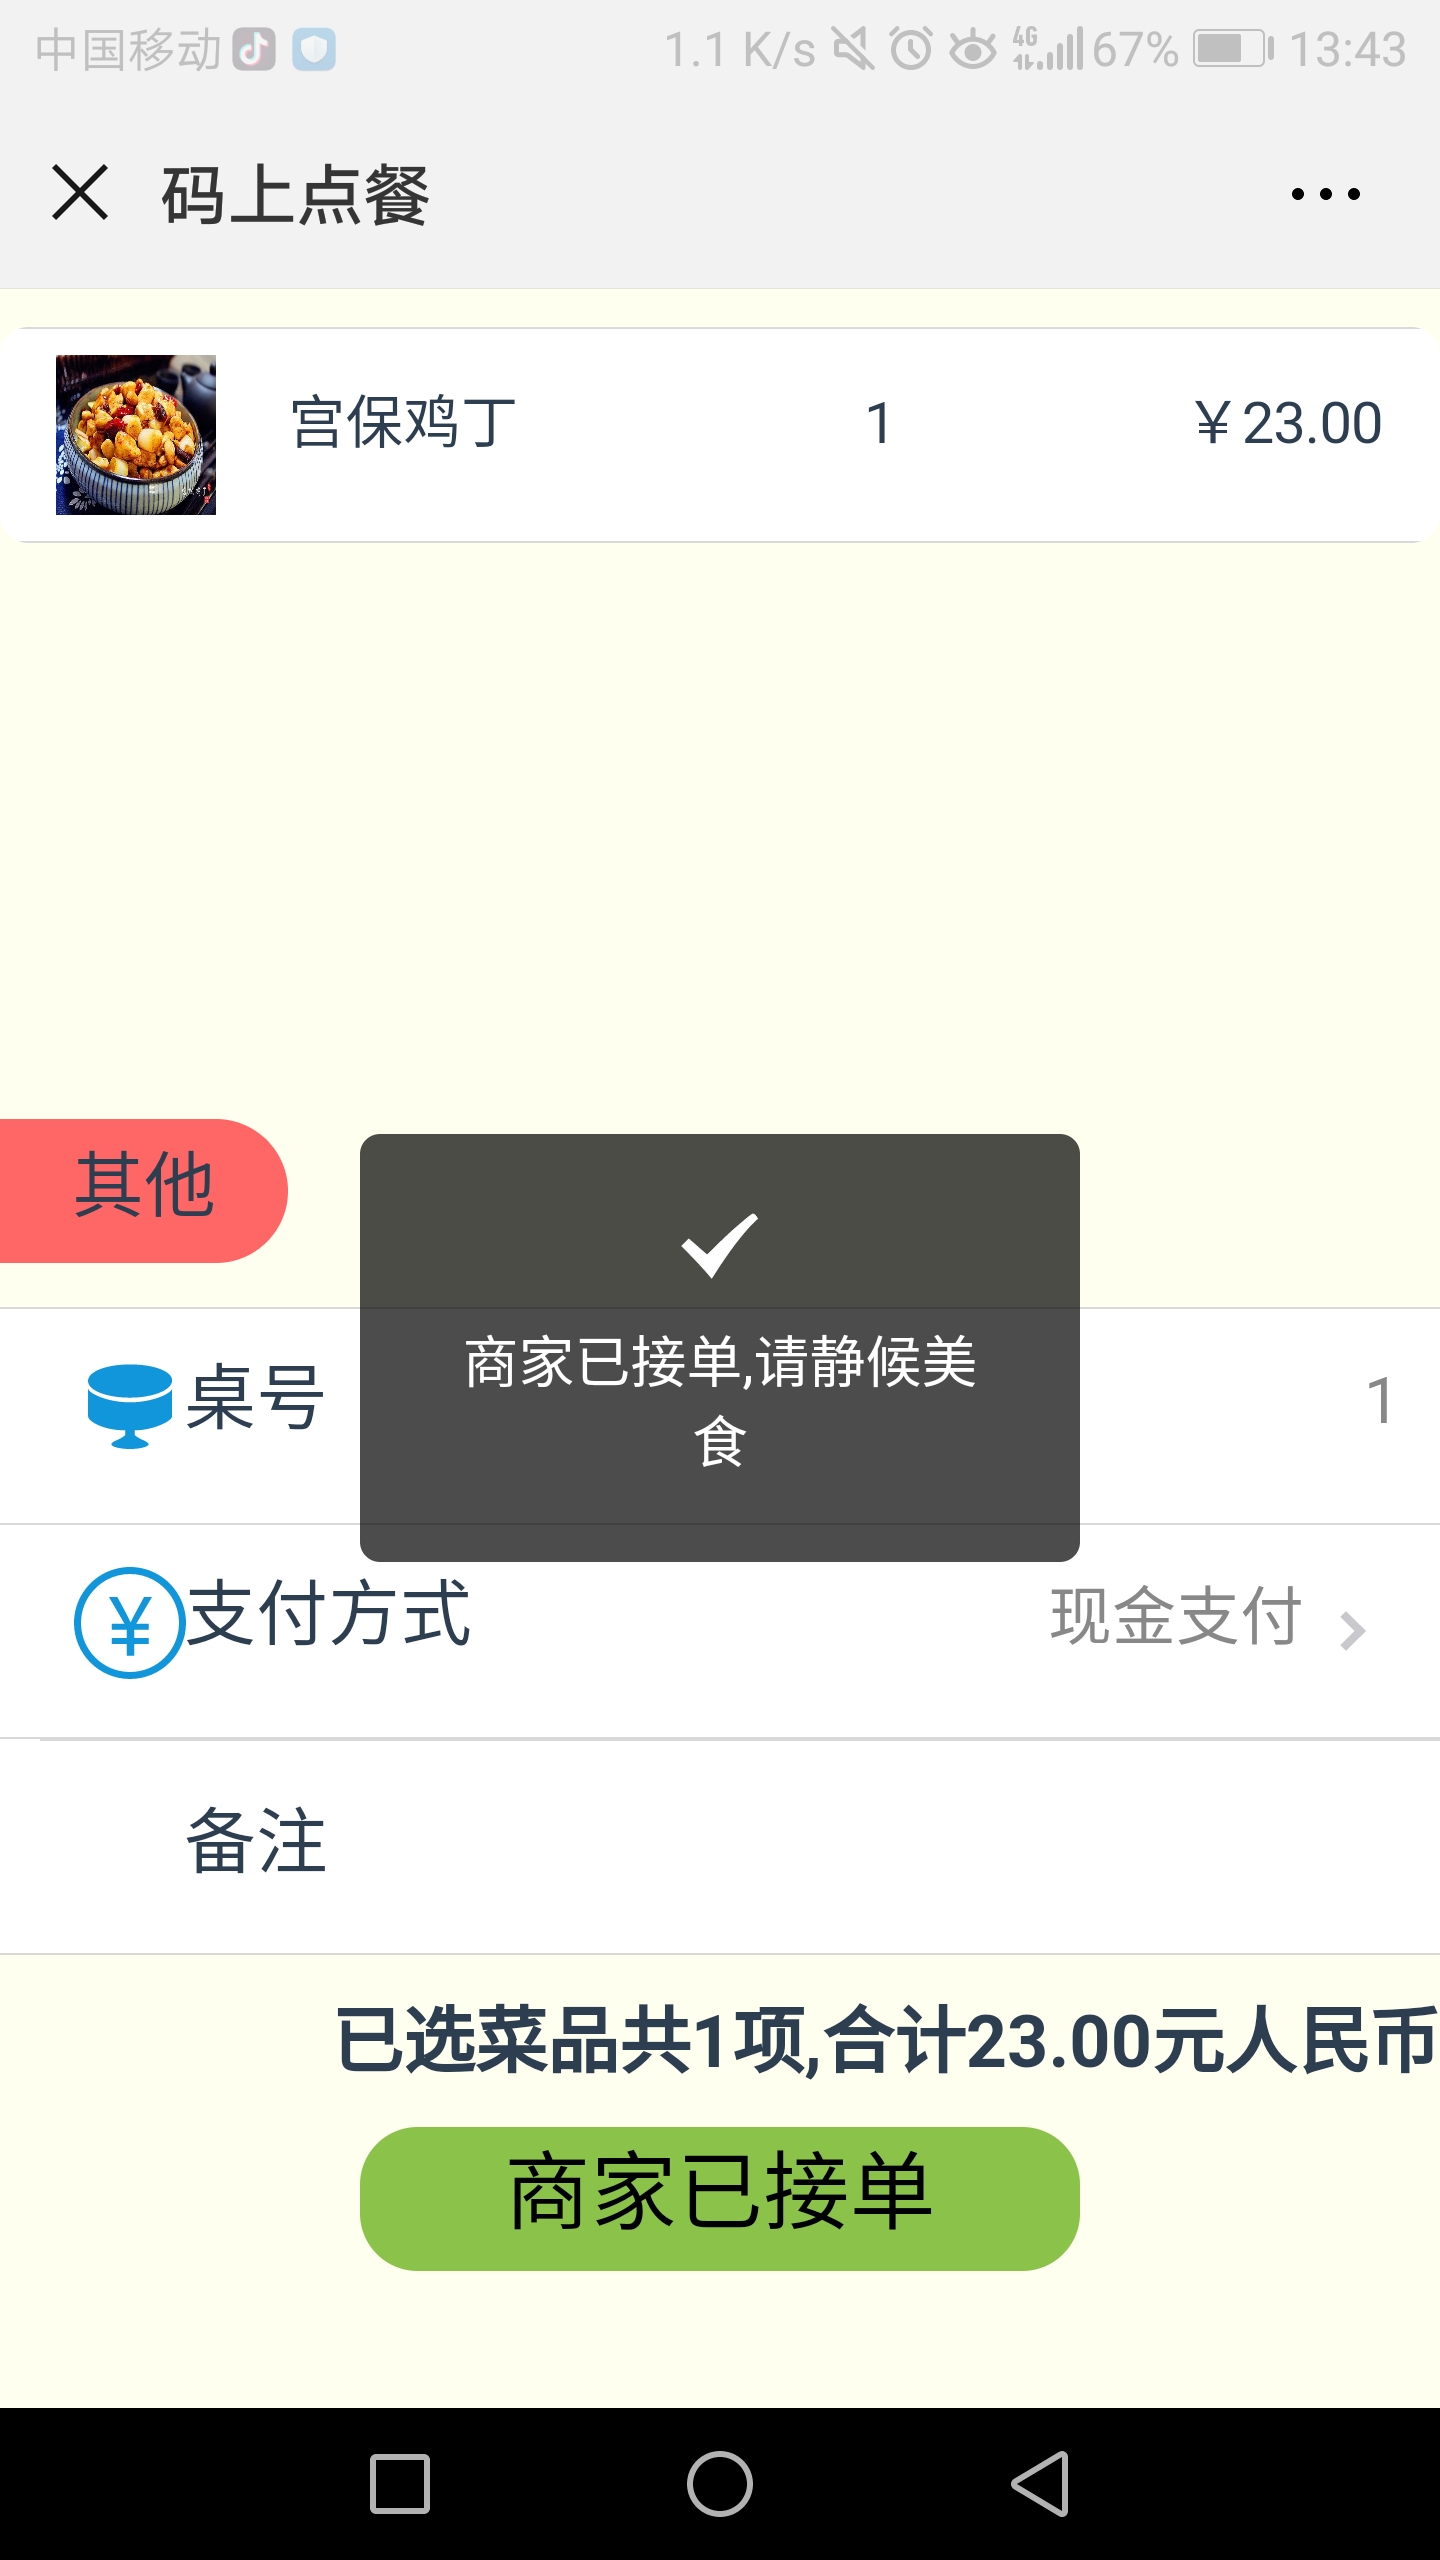 中国移动 1.1 K/s 4G 67% 13:43
码上点餐
宫保鸡丁 1 ￥23.00
其他
商家已接单,请静候美
食
桌号 1
¥ 支付方式 现金支付
备注
已选菜品共1项,合计23.00元人民币
商家已接单